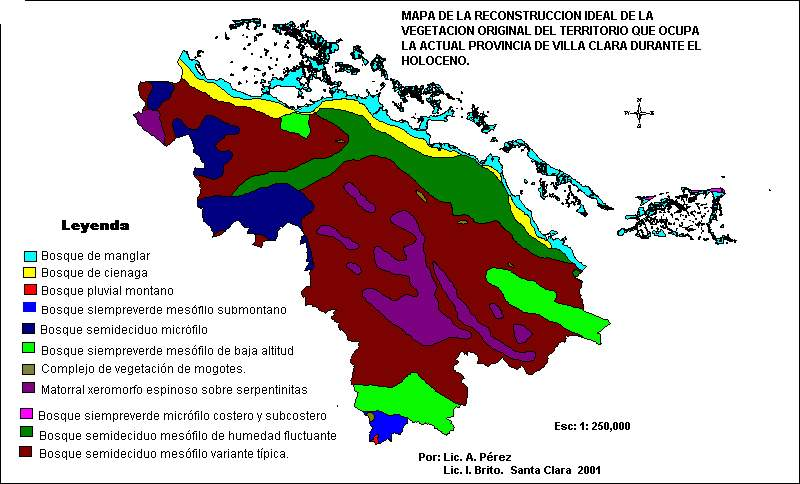 MAPA DE LA RECONSTRUCCION IDEAL DE LA
VEGETACION ORIGINAL DEL TERRITORIO QUE OCUPA
LA ACTUAL PROVINCIA DE VILLA CLARA DURANTE EL
HOLOCENO.
N
W E
S
Leyenda
Bosque de manglar
Bosque de cienaga
Bosque pluvial montano
Bosque siempreverde mesófilo submontano
Bosque semideciduo micrófilo
Bosque siempreverde mesófilo de baja altitud
Complejo de vegetación de mogotes.
Matorral xeromorfo espinoso sobre serpentinitas
Bosque siempreverde micrófilo costero y subcostero
Bosque semideciduo mesófilo de humedad fluctuante
Bosque semideciduo mesófilo variante típica.
Esc: 1: 250,000
Por: Lic. A. Pérez
Lic. I. Brito. Santa Clara 2001